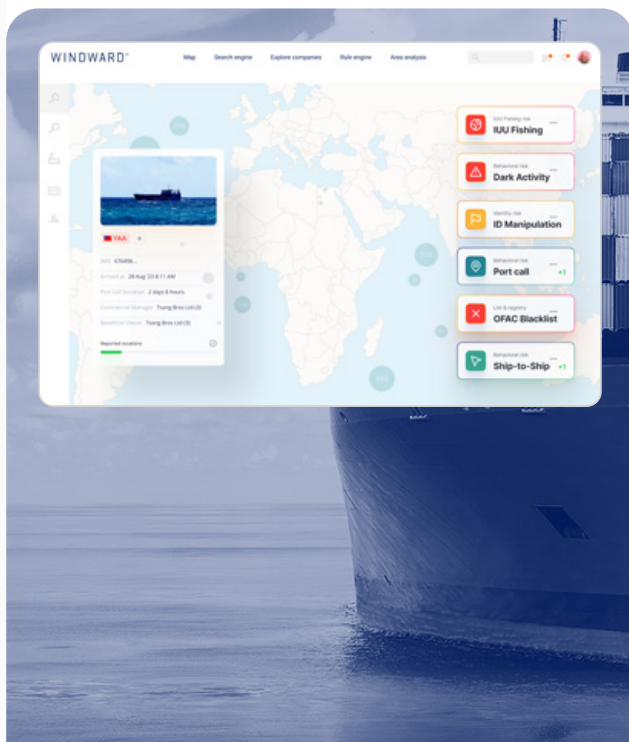 WINDWARD®
Map Search engine Explore companies Rule engine Area analysis
YAA
Arrived at 28 Aug '23 8:11 AM
Port Call Duration 2 days 8 hours
Commercial Manager Tsang Bros Ltd (3)
Beneficial Owner Tsang Bros Ltd (3)
Reported locations
IUU Fishing risk
IUU Fishing
Behavioral risk
Dark Activity
Identity risk
ID Manipulation
Behavioral risk
Port call +1
List & registry
OFAC Blacklist
Behavioral risk
Ship-to-Ship +1